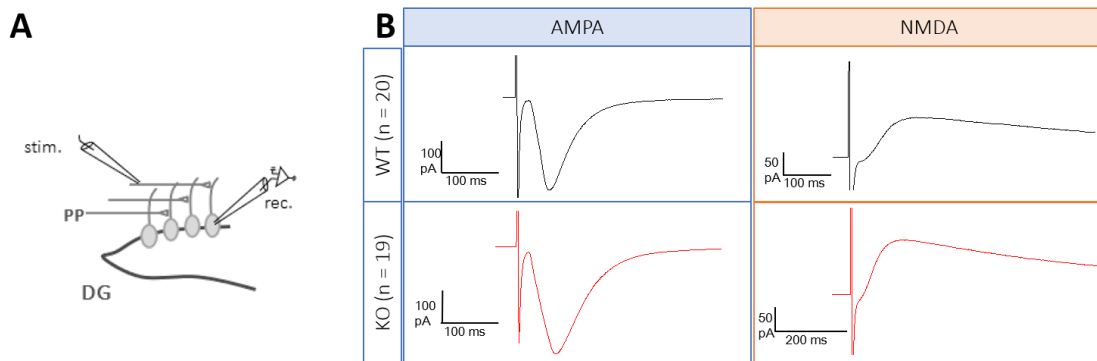 A
stim.
rec.
PP
DG
B
AMPA
NMDA
WT (n = 20)
100
pA
100 ms
50
pA
100 ms
KO (n = 19)
100
pA
100 ms
50
pA
200 ms